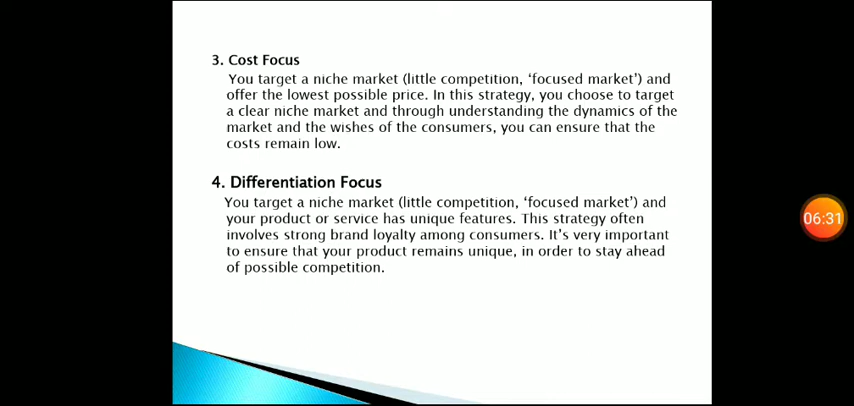 3. Cost Focus
You target a niche market (little competition, ‘focused market’) and
offer the lowest possible price. In this strategy, you choose to target
a clear niche market and through understanding the dynamics of the
market and the wishes of the consumers, you can ensure that the
costs remain low.
4. Differentiation Focus
You target a niche market (little competition, ‘focused market’) and
your product or service has unique features. This strategy often
involves strong brand loyalty among consumers. It’s very important
to ensure that your product remains unique, in order to stay ahead
of possible competition.
06:31